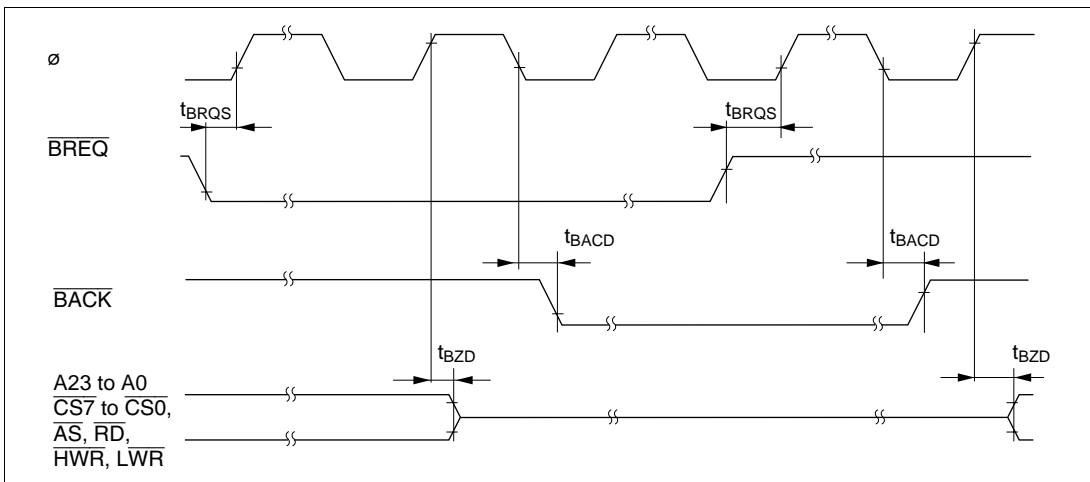 ø
tBRQS
tBRQS
BREQ
tBACD
tBACD
BACK
tBZD
tBZD
A23 to A0
CS7 to CS0,
AS, RD,
HWR, LWR